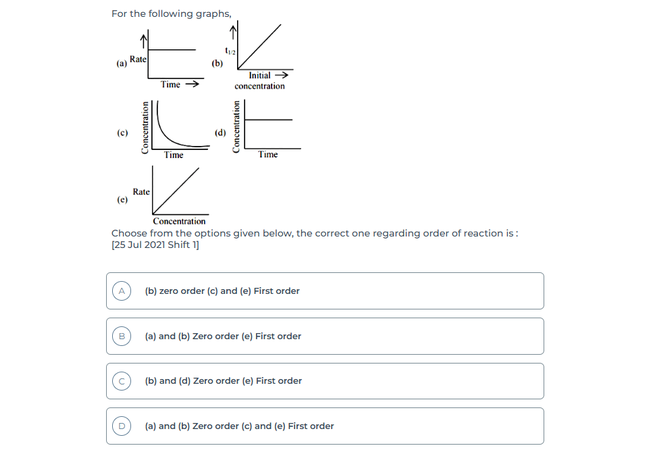 For the following graphs,
(a) Rate Time →
(b) t1/2 Initial → concentration
(c) Concentration Time
(d) Concentration Time
(e) Rate Concentration
Choose from the options given below, the correct one regarding order of reaction is :
[25 Jul 2021 Shift 1]
A (b) zero order (c) and (e) First order
B (a) and (b) Zero order (e) First order
C (b) and (d) Zero order (e) First order
D (a) and (b) Zero order (c) and (e) First order